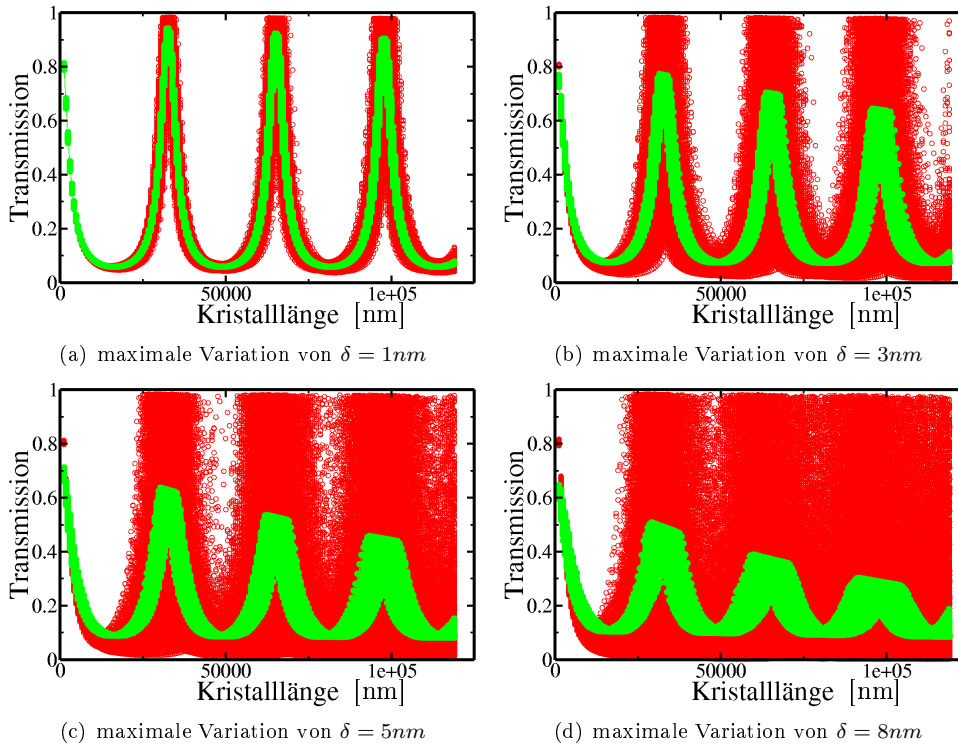 1
0.8
0.6
0.4
0.2
0
Transmission
0 50000 1e+05
Kristalllänge [nm]
(a) maximale Variation von δ = 1nm
1
0.8
0.6
0.4
0.2
0
Transmission
0 50000 1e+05
Kristalllänge [nm]
(b) maximale Variation von δ = 3nm
1
0.8
0.6
0.4
0.2
0
Transmission
0 50000 1e+05
Kristalllänge [nm]
(c) maximale Variation von δ = 5nm
1
0.8
0.6
0.4
0.2
0
Transmission
0 50000 1e+05
Kristalllänge [nm]
(d) maximale Variation von δ = 8nm